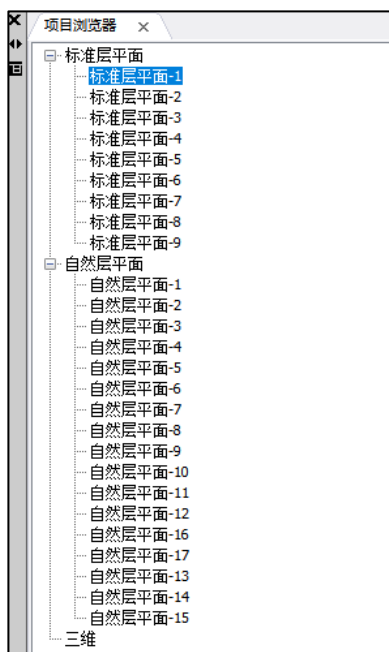 项目浏览器
标准层平面
标准层平面-1
标准层平面-2
标准层平面-3
标准层平面-4
标准层平面-5
标准层平面-6
标准层平面-7
标准层平面-8
标准层平面-9
自然层平面
自然层平面-1
自然层平面-2
自然层平面-3
自然层平面-4
自然层平面-5
自然层平面-6
自然层平面-7
自然层平面-8
自然层平面-9
自然层平面-10
自然层平面-11
自然层平面-12
自然层平面-16
自然层平面-17
自然层平面-13
自然层平面-14
自然层平面-15
三维